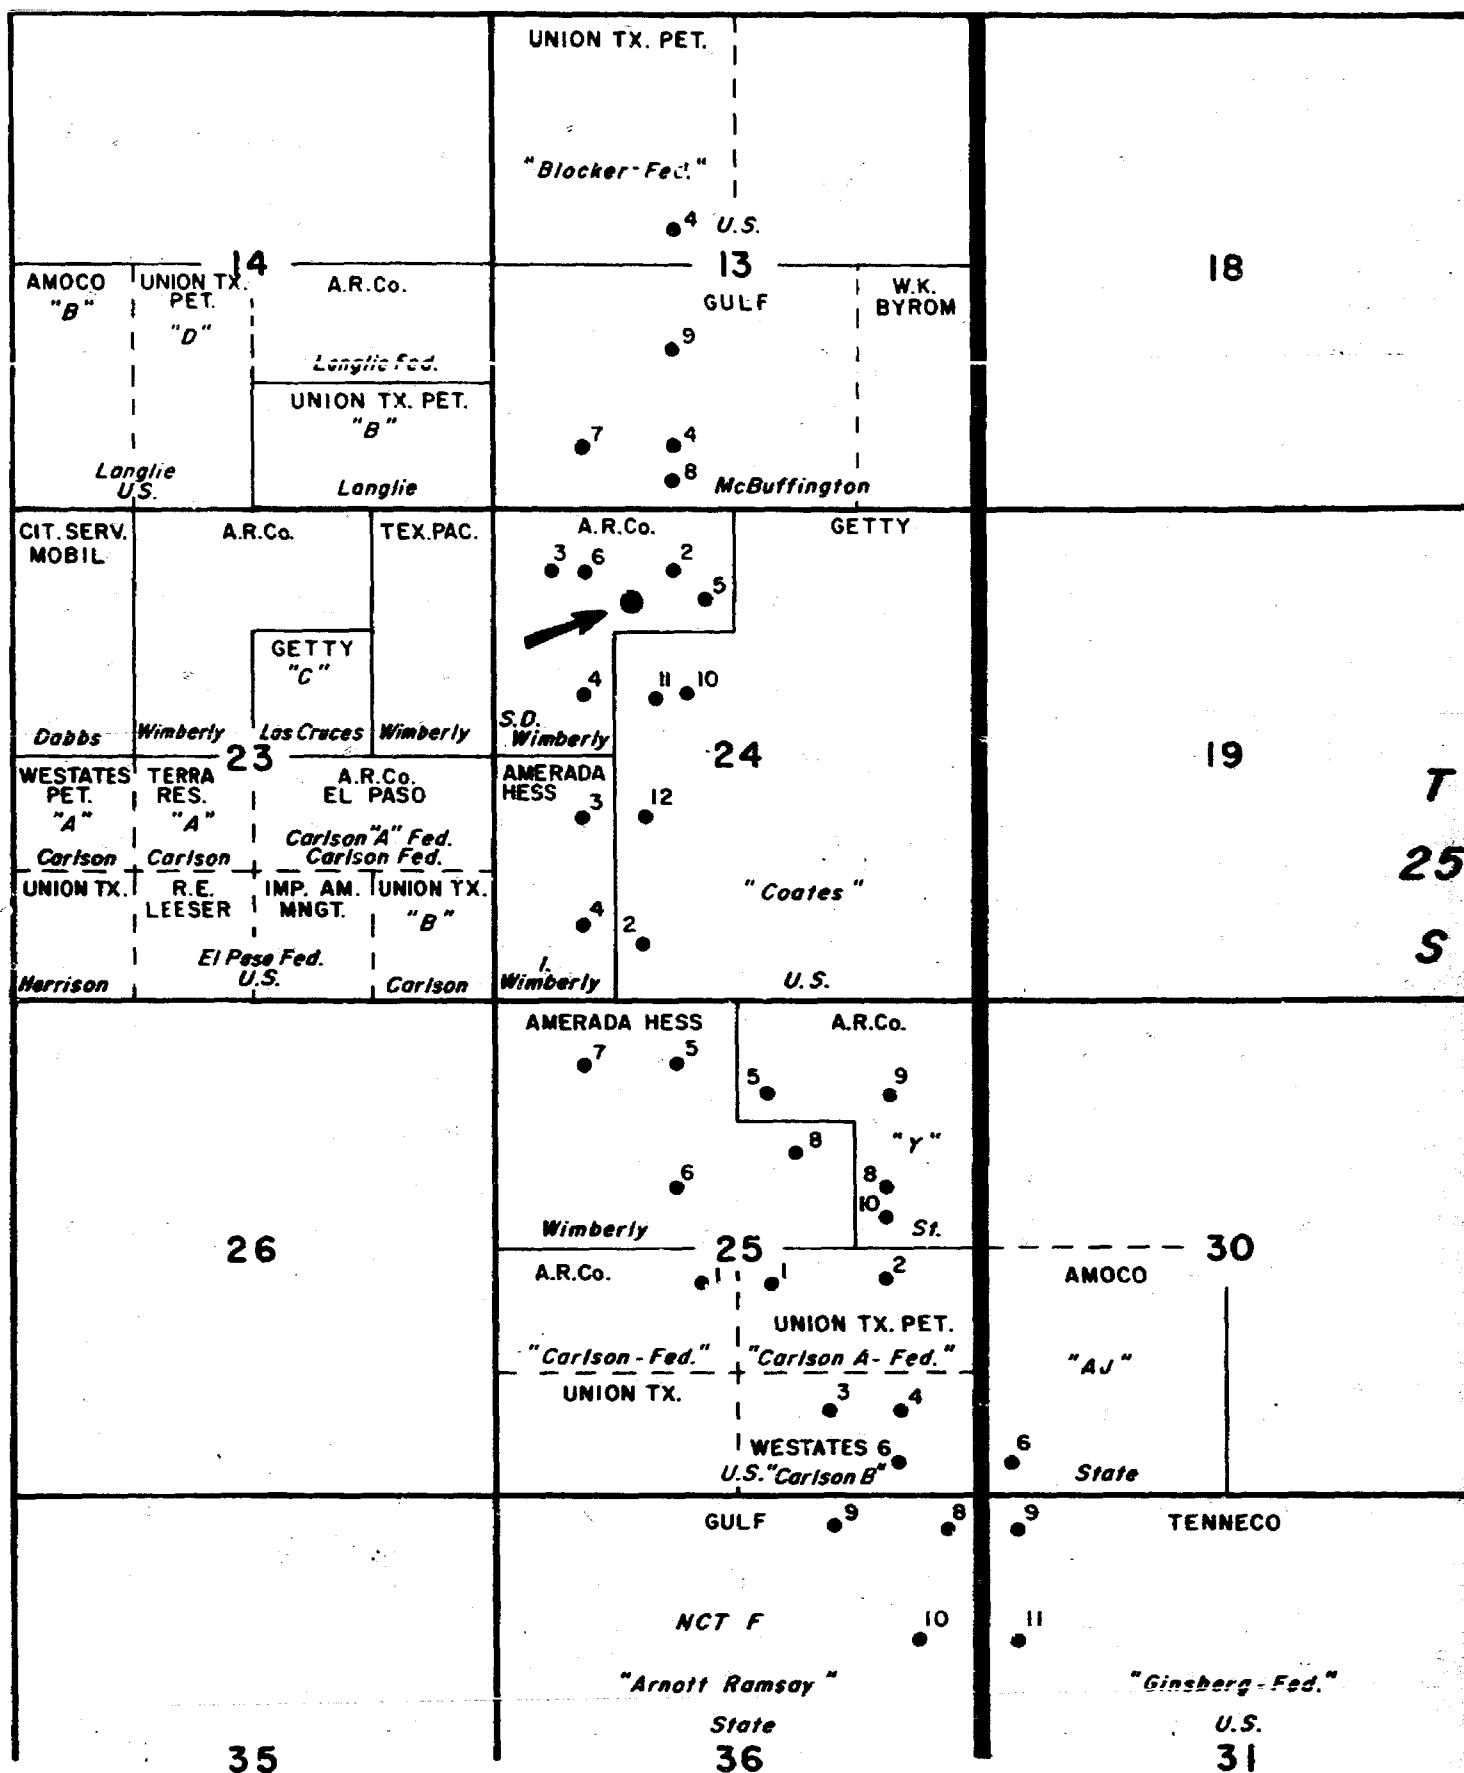 UNION TX. PET.
"Blocker-Fed."
4
U.S.
14
13
18
AMOCO
"B"
UNION TX.
PET.
"D"
A.R.Co.
Langlie Fed.
UNION TX. PET.
"B"
Langlie
U.S.
Langlie
GULF
W.K.
BYROM
9
7
4
8
McBuffington
CIT. SERV.
MOBIL
A.R.Co.
TEX.PAC.
GETTY
"C"
Dabbs
Wimberly
Las Cruces
Wimberly
23
A.R.Co.
GETTY
3
6
2
5
4
11
10
S.D.
Wimberly
24
19
WESTATES
PET.
"A"
Carlson
TERRA
RES.
"A"
Carlson
A.R.Co.
EL PASO
Carlson "A" Fed.
Carlson Fed.
UNION TX.
R.E.
LEESER
IMP. AM.
MNGT.
UNION TX.
"B"
El Paso Fed.
U.S.
Harrison
Carlson
AMERADA
HESS
3
12
4
2
I.
Wimberly
"Coates"
U.S.
T
25
S
AMERADA HESS
A.R.Co.
7
5
5
9
8
"Y"
6
8
10
Wimberly
St.
26
25
30
A.R.Co.
1
1
2
AMOCO
UNION TX. PET.
"Carlson-Fed."
"Carlson A-Fed."
"AJ"
UNION TX.
3
4
WESTATES
6
6
U.S. "Carlson B"
State
GULF
9
8
9
TENNECO
NCT F
10
11
"Arnott Ramsay"
"Ginsberg-Fed."
State
U.S.
35
36
31